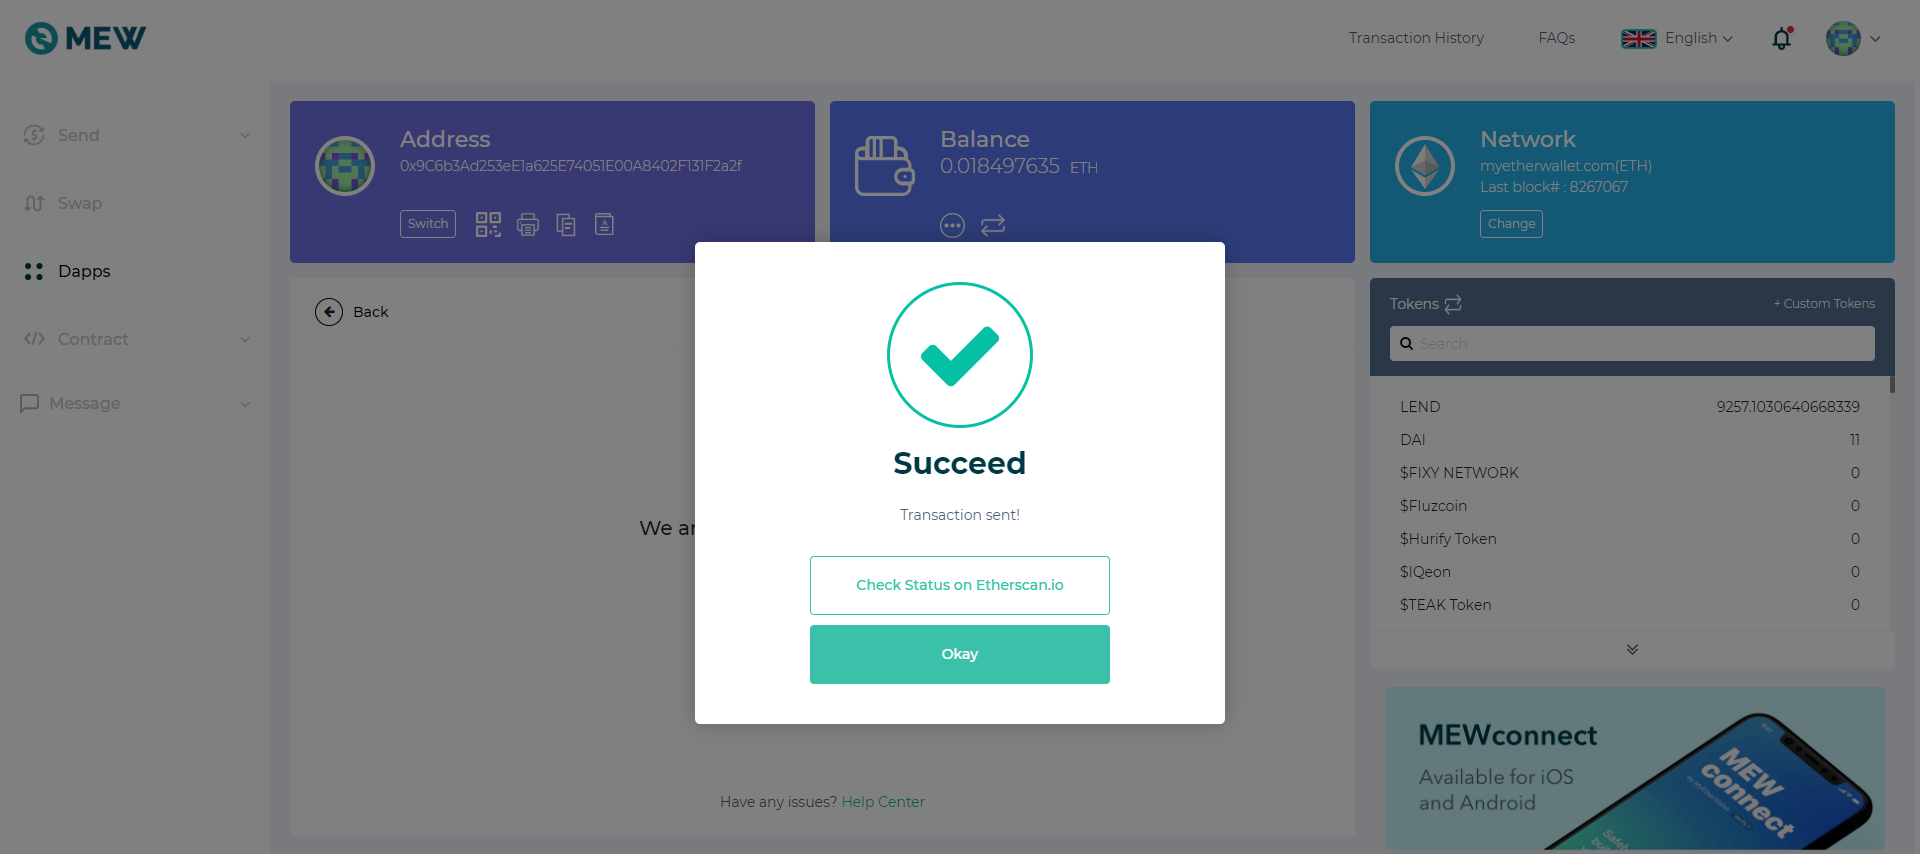 MEW
Transaction History
FAQs
English
Send
Swap
Dapps
Contract
Message
Address
0x9C6b3Ad253eE1a625E74051E00A8402F131F2a2f
Switch
Balance
0.018497635 ETH
Network
myetherwallet.com(ETH)
Last block# : 8267067
Change
Back
We
Succeed
Transaction sent!
Check Status on Etherscan.io
Okay
Have any issues? Help Center
Tokens
+ Custom Tokens
Search
LEND 9257.1030640668339
DAI 11
$FIXY NETWORK 0
$Fluzcoin 0
$Hurify Token 0
$IQeon 0
$TEAK Token 0
MEWconnect
Available for iOS
and Android
MEW
connect